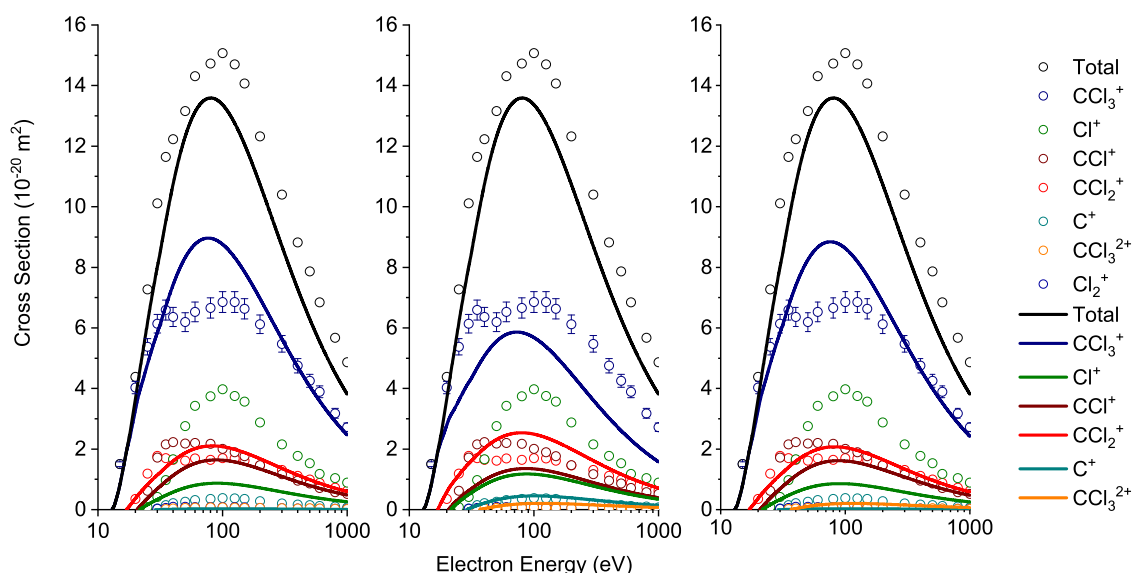 Cross Section (10⁻²⁰ m²)
16
14
12
10
8
6
4
2
0
10
100
1000
16
14
12
10
8
6
4
2
0
10
100
1000
16
14
12
10
8
6
4
2
0
10
100
1000
Electron Energy (eV)
Total
CCl₃⁺
Cl⁺
CCl⁺
CCl₂⁺
C⁺
CCl₃²⁺
Cl₂⁺
Total
CCl₃⁺
Cl⁺
CCl⁺
CCl₂⁺
C⁺
CCl₃²⁺